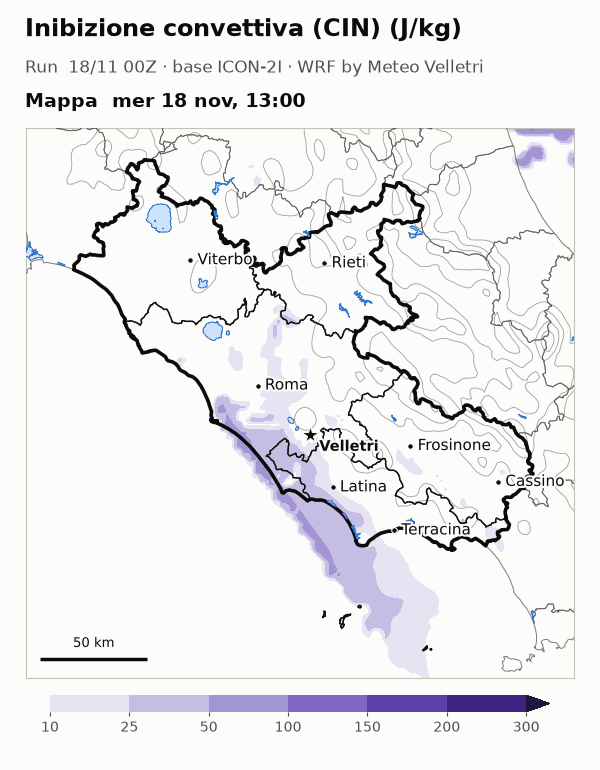 Inibizione convettiva (CIN) (J/kg)
Run  18/11 00Z · base ICON-2I · WRF by Meteo Velletri
Mappa  mer 18 nov, 13:00
Viterbo
Rieti
Roma
Velletri
Frosinone
Latina
Cassino
Terracina
50 km
10 25 50 100 150 200 300